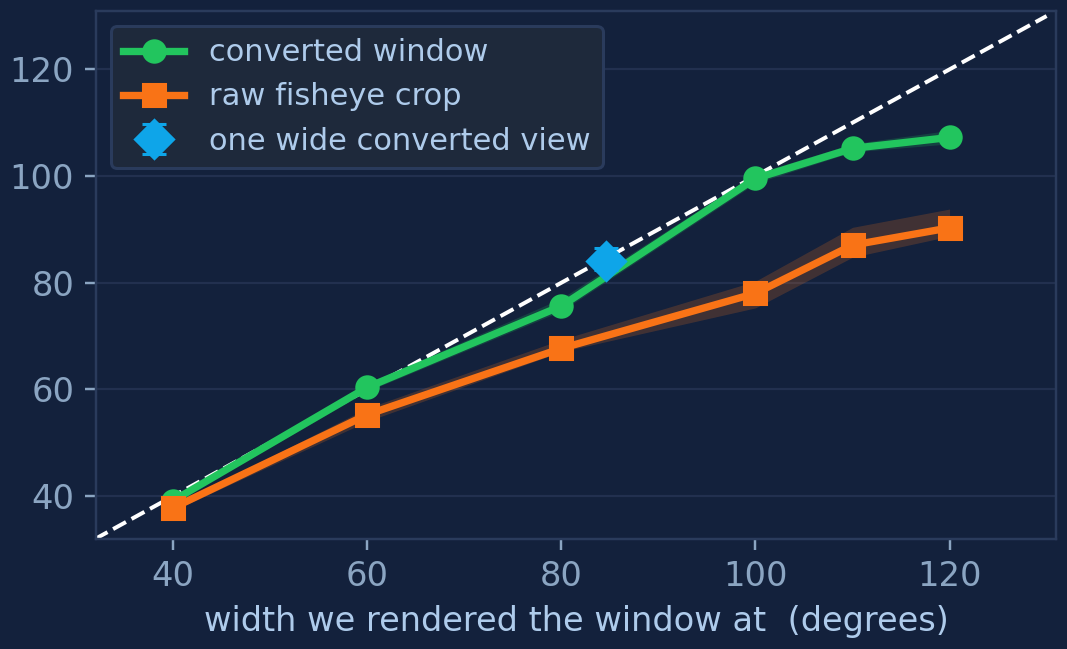 converted window
raw fisheye crop
one wide converted view
120
100
80
60
40
40 60 80 100 120
width we rendered the window at  (degrees)